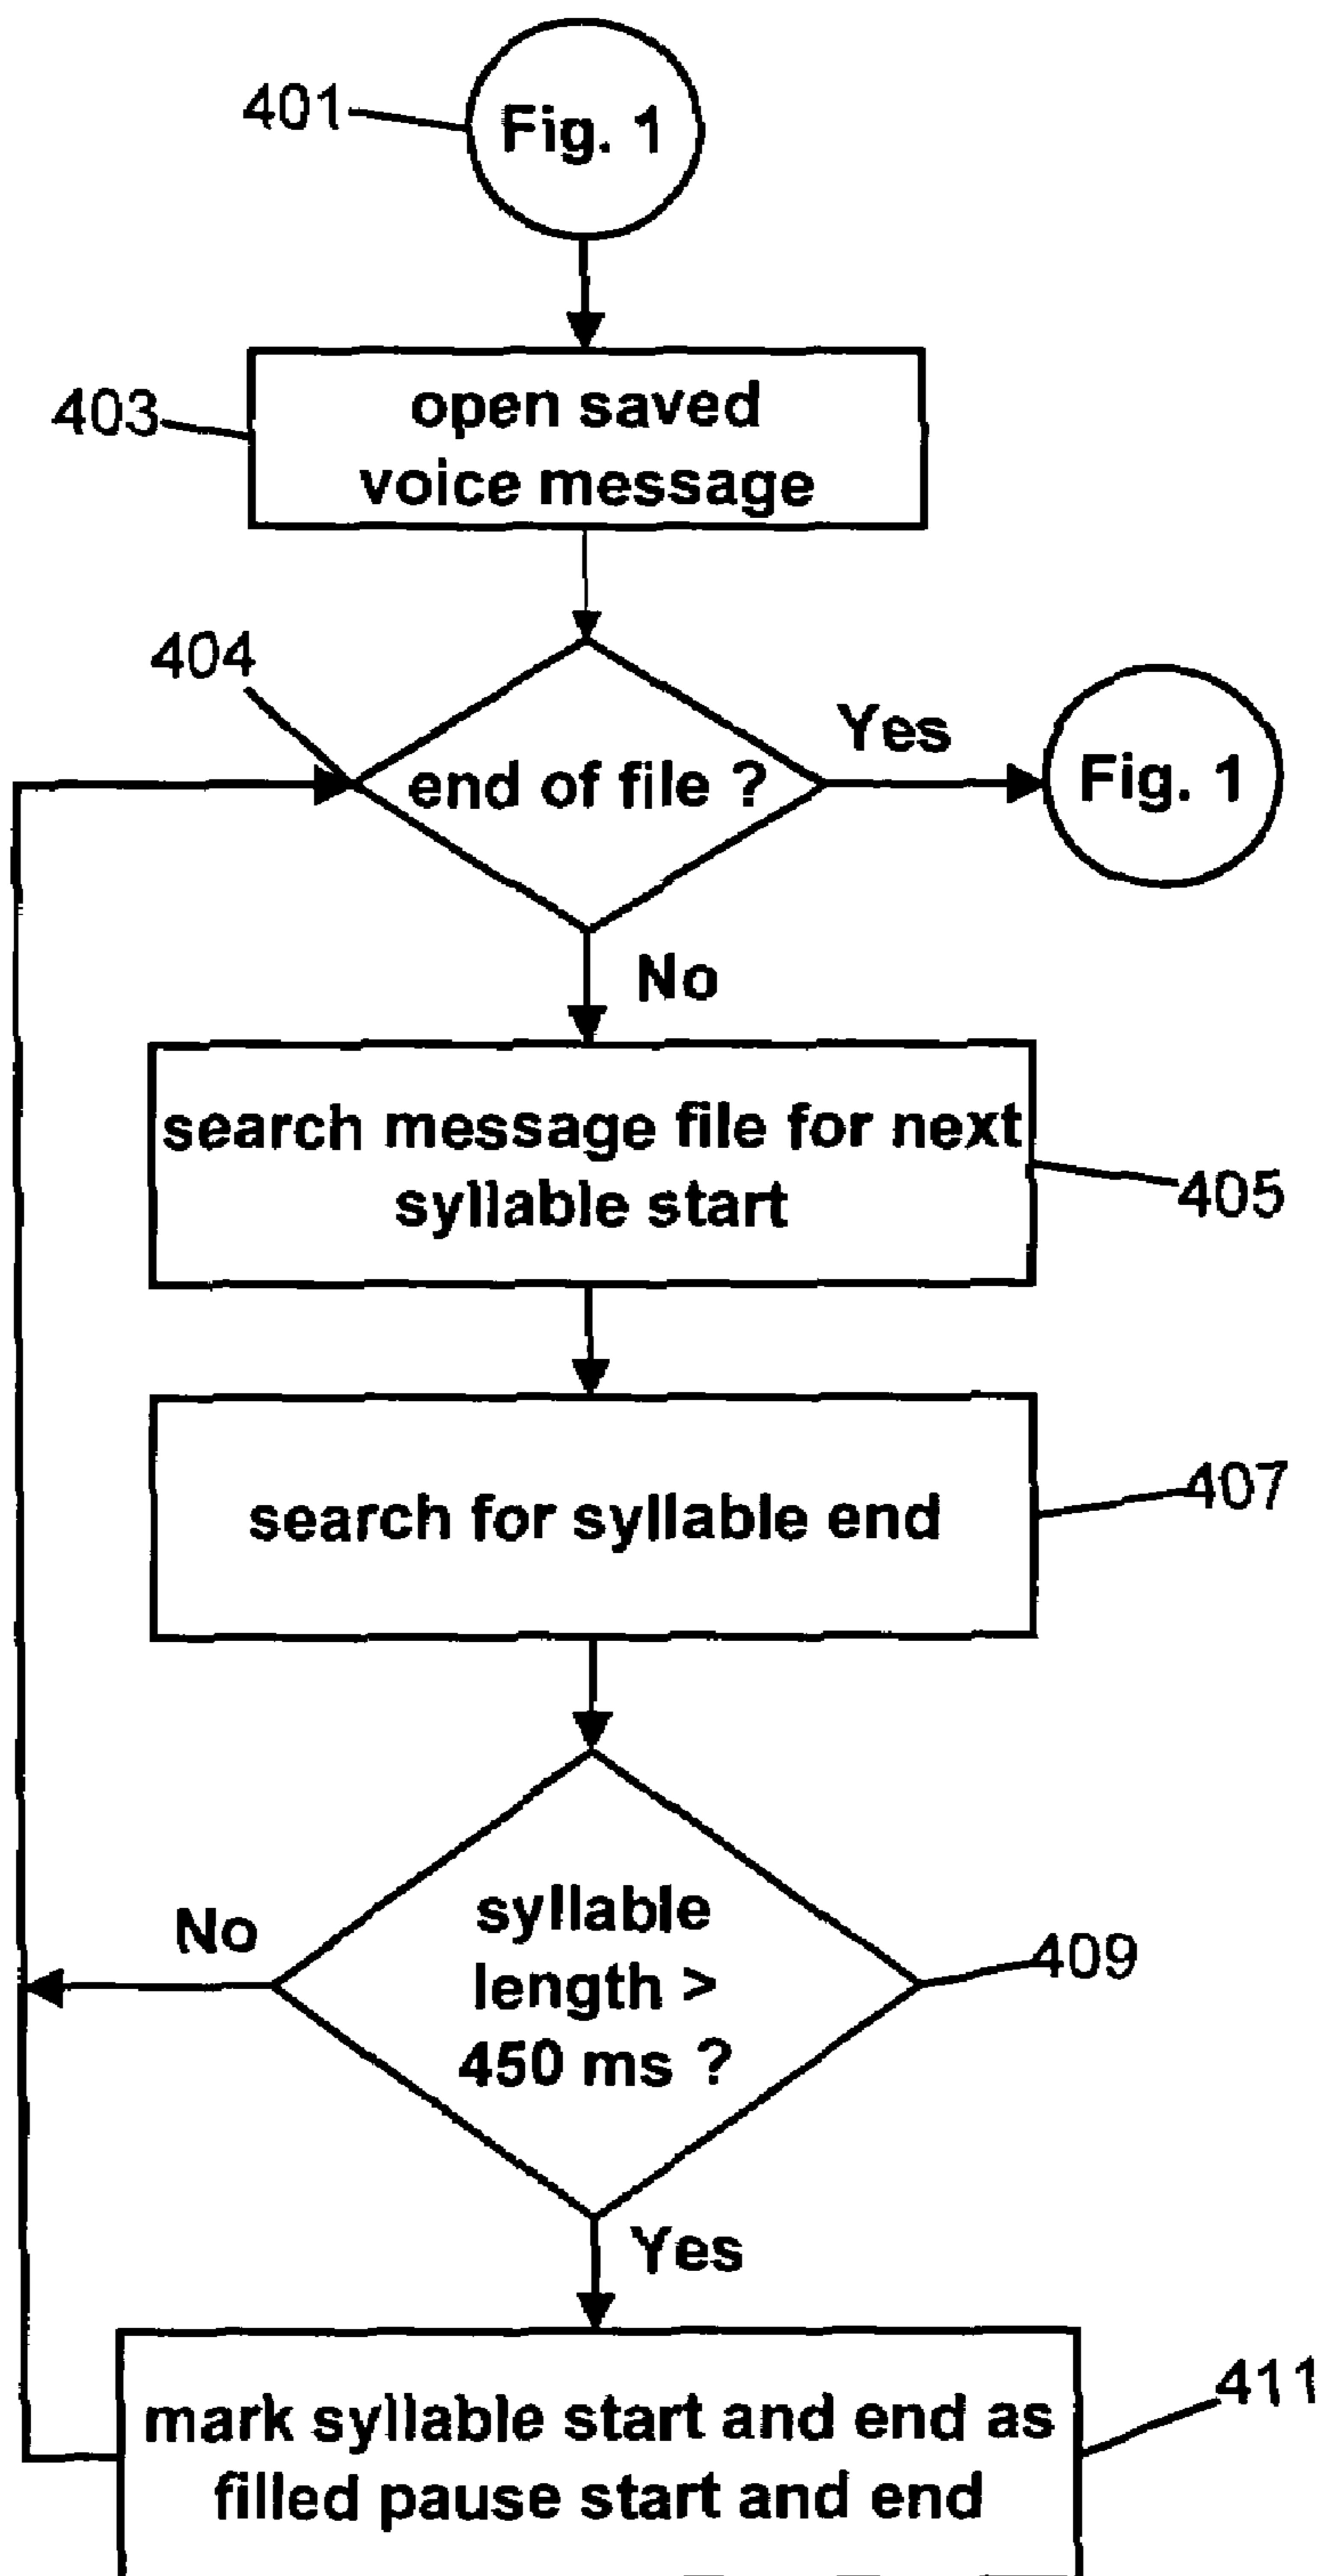 401
Fig. 1
403
open saved
voice message
404
end of file ?
Yes
Fig. 1
No
search message file for next
syllable start
405
search for syllable end
407
syllable
length >
450 ms ?
No
409
Yes
mark syllable start and end as
filled pause start and end
411